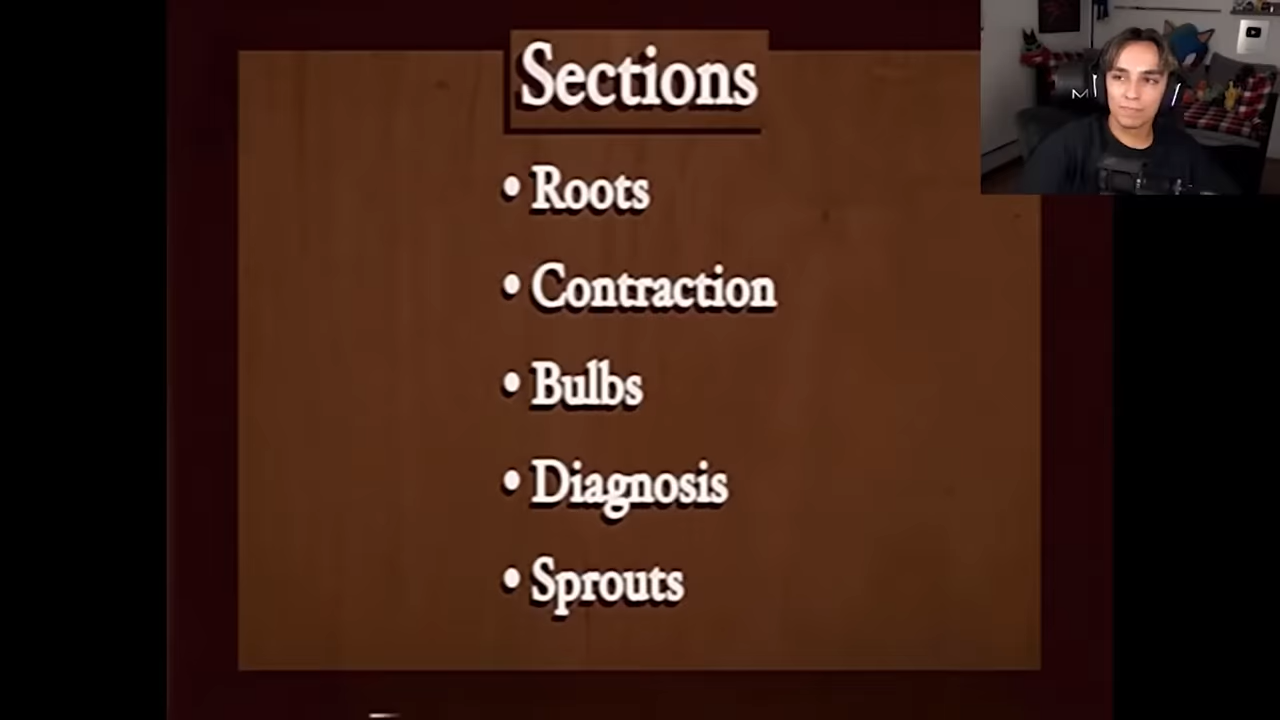 Sections
• Roots
• Contraction
• Bulbs
• Diagnosis
• Sprouts